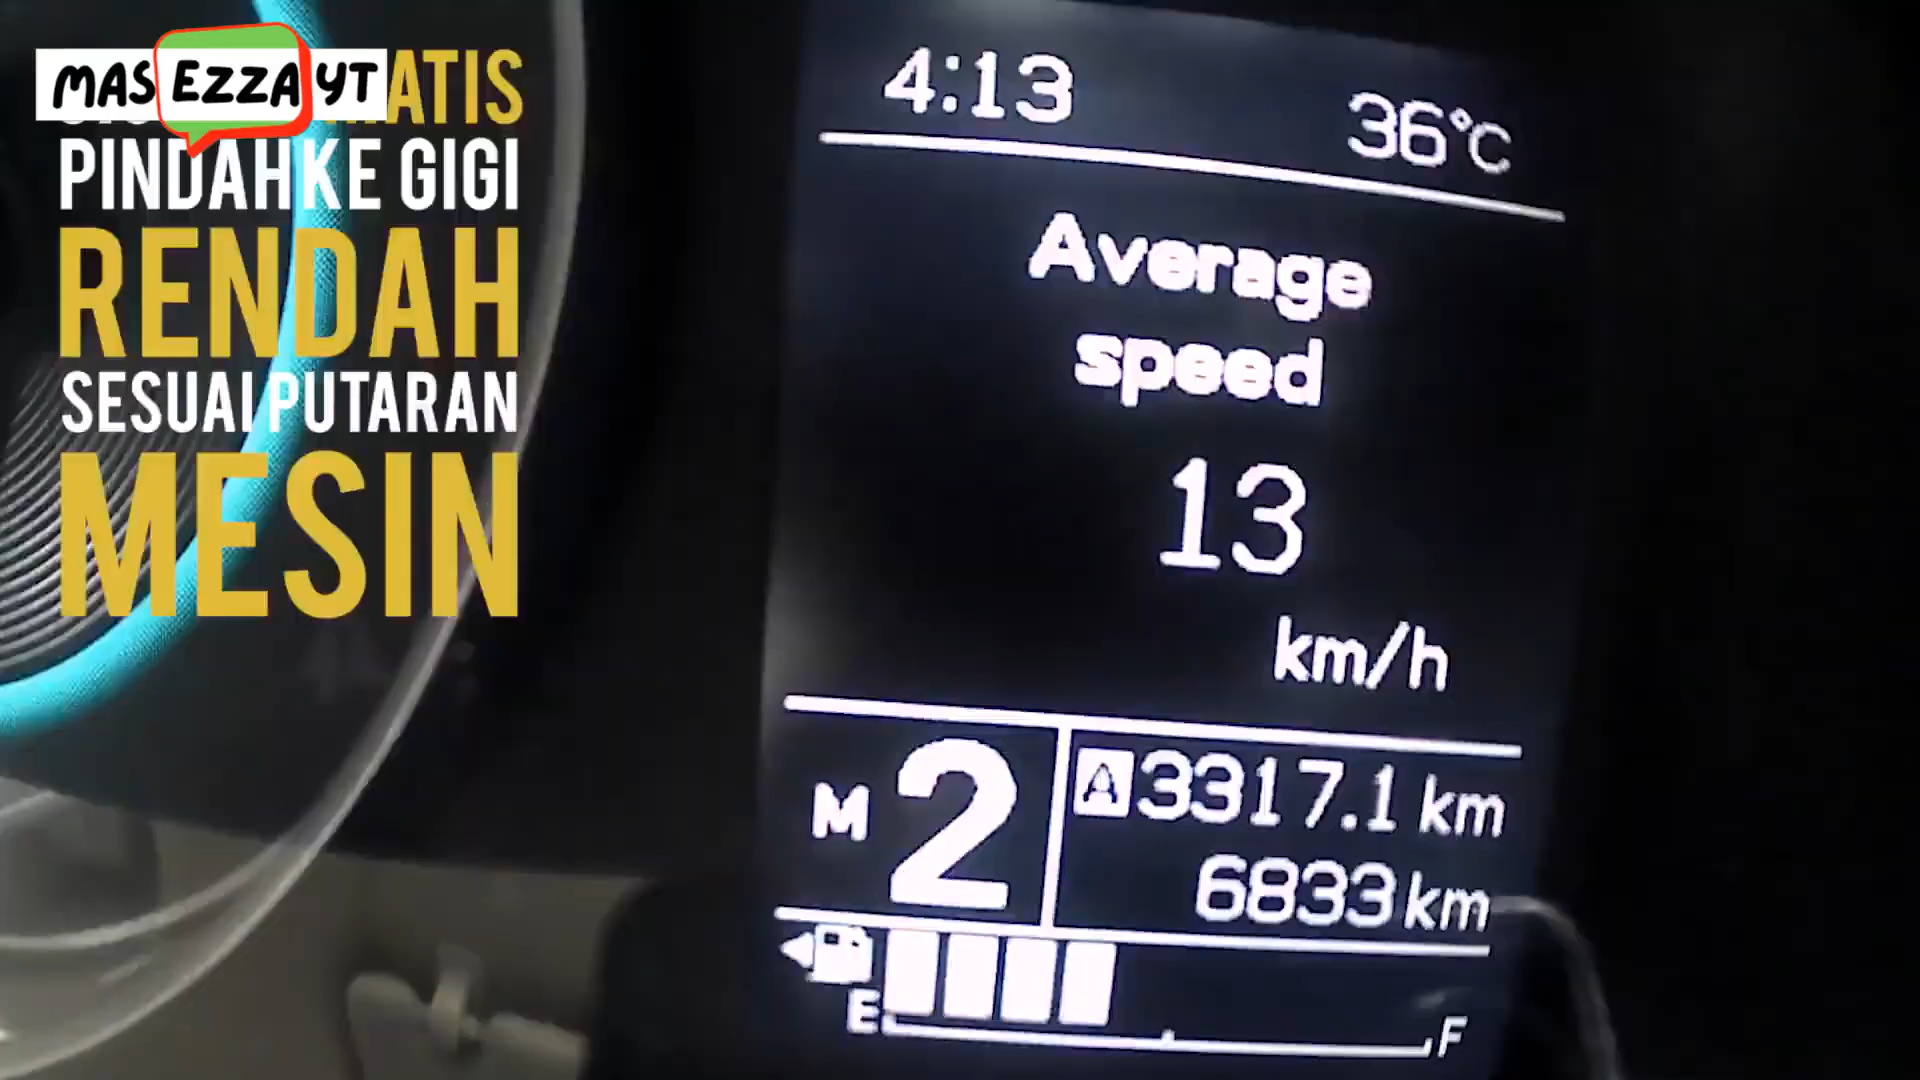 MAS EZZA YT
PINDAH KE GIGI
RENDAH
SESUAI PUTARAN
MESIN
4:13 36°C
Average
speed
13
km/h
M 2
A 3317.1 km
6833 km
E F